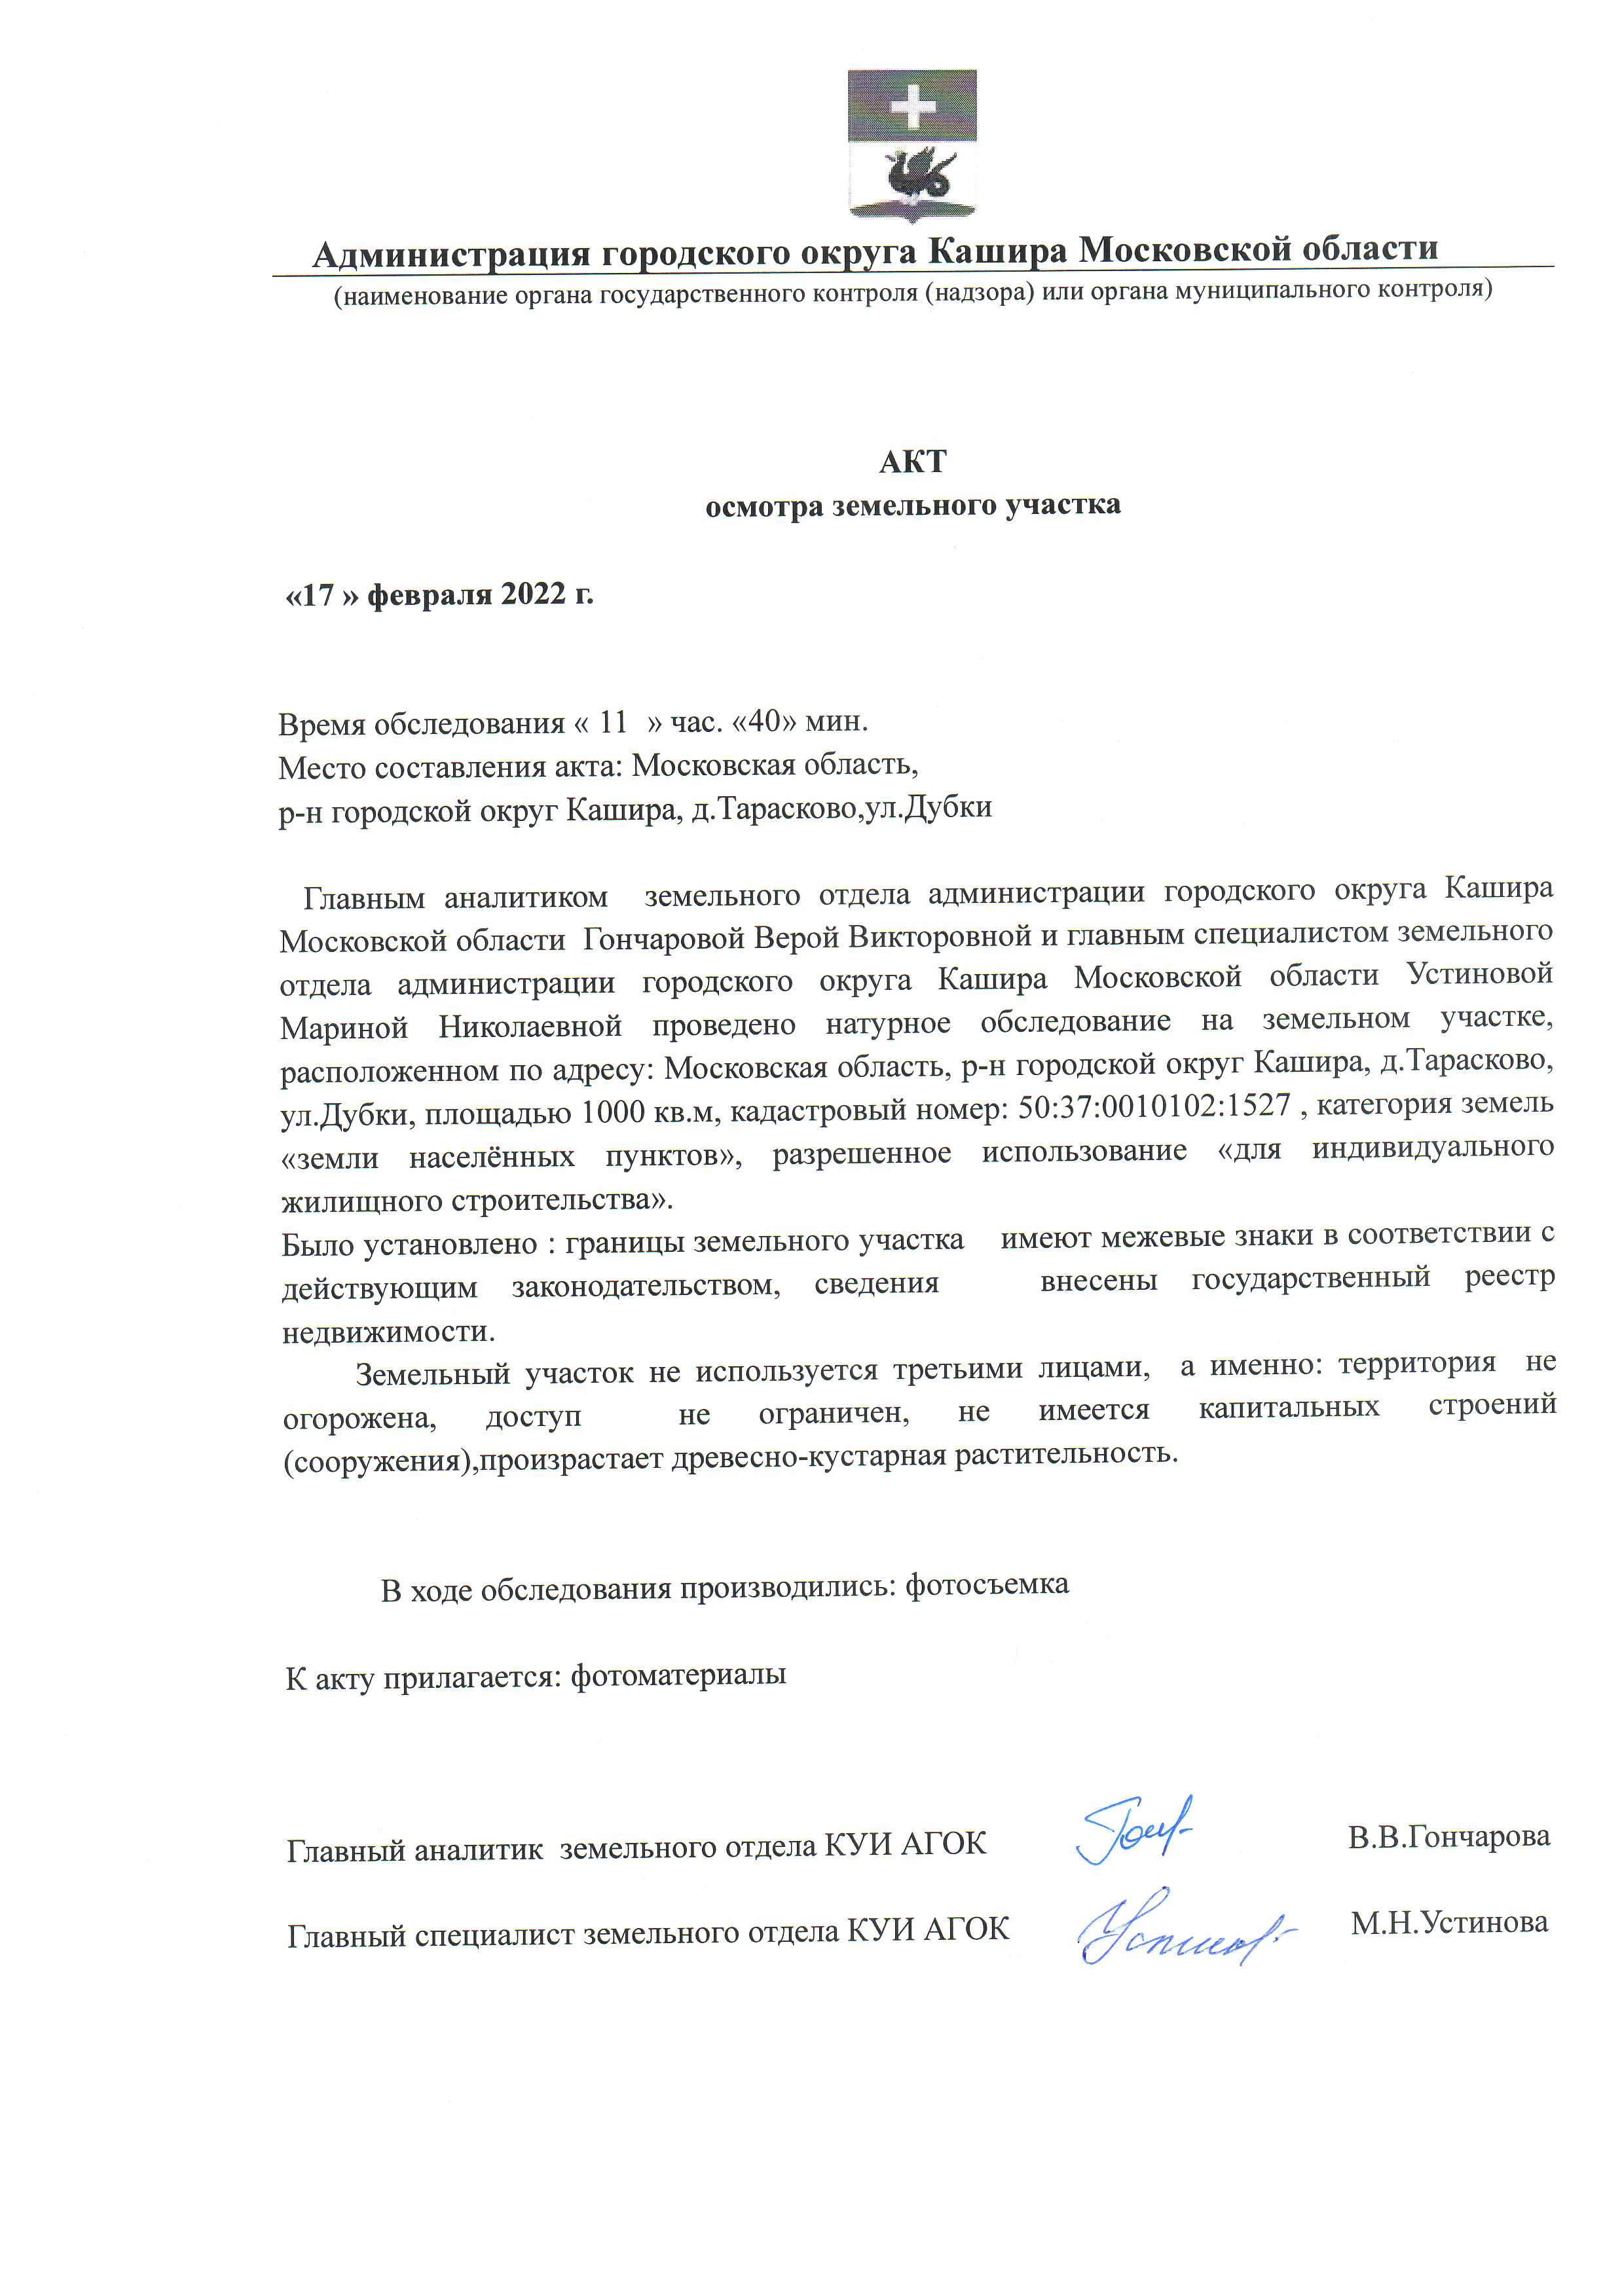 Администрация городского округа Кашира Московской области
(наименование органа государственного контроля (надзора) или органа муниципального контроля)
АКТ
осмотра земельного участка
«17 » февраля 2022 г.
Время обследования « 11 » час. «40» мин.
Место составления акта: Московская область,
р-н городской округ Кашира, д.Тарасково,ул.Дубки
Главным аналитиком земельного отдела администрации городского округа Кашира
Московской области Гончаровой Верой Викторовной и главным специалистом земельного
отдела администрации городского округа Кашира Московской области Устиновой
Мариной Николаевной проведено натурное обследование на земельном участке,
расположенном по адресу: Московская область, р-н городской округ Кашира, д.Тарасково,
ул.Дубки, площадью 1000 кв.м, кадастровый номер: 50:37:0010102:1527 , категория земель
«земли населённых пунктов», разрешенное использование «для индивидуального
жилищного строительства».
Было установлено : границы земельного участка имеют межевые знаки в соответствии с
действующим законодательством, сведения внесены государственный реестр
недвижимости.
Земельный участок не используется третьими лицами, а именно: территория не
огорожена, доступ не ограничен, не имеется капитальных строений
(сооружения),произрастает древесно-кустарная растительность.
В ходе обследования производились: фотосъемка
К акту прилагается: фотоматериалы
Главный аналитик земельного отдела КУИ АГОК В.В.Гончарова
Главный специалист земельного отдела КУИ АГОК М.Н.Устинова